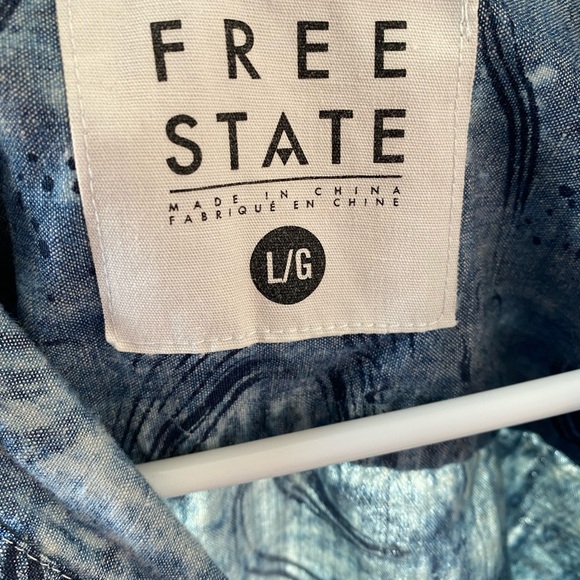 FREE
STATE
MADE IN CHINA
FABRIQUÉ EN CHINE
L/G